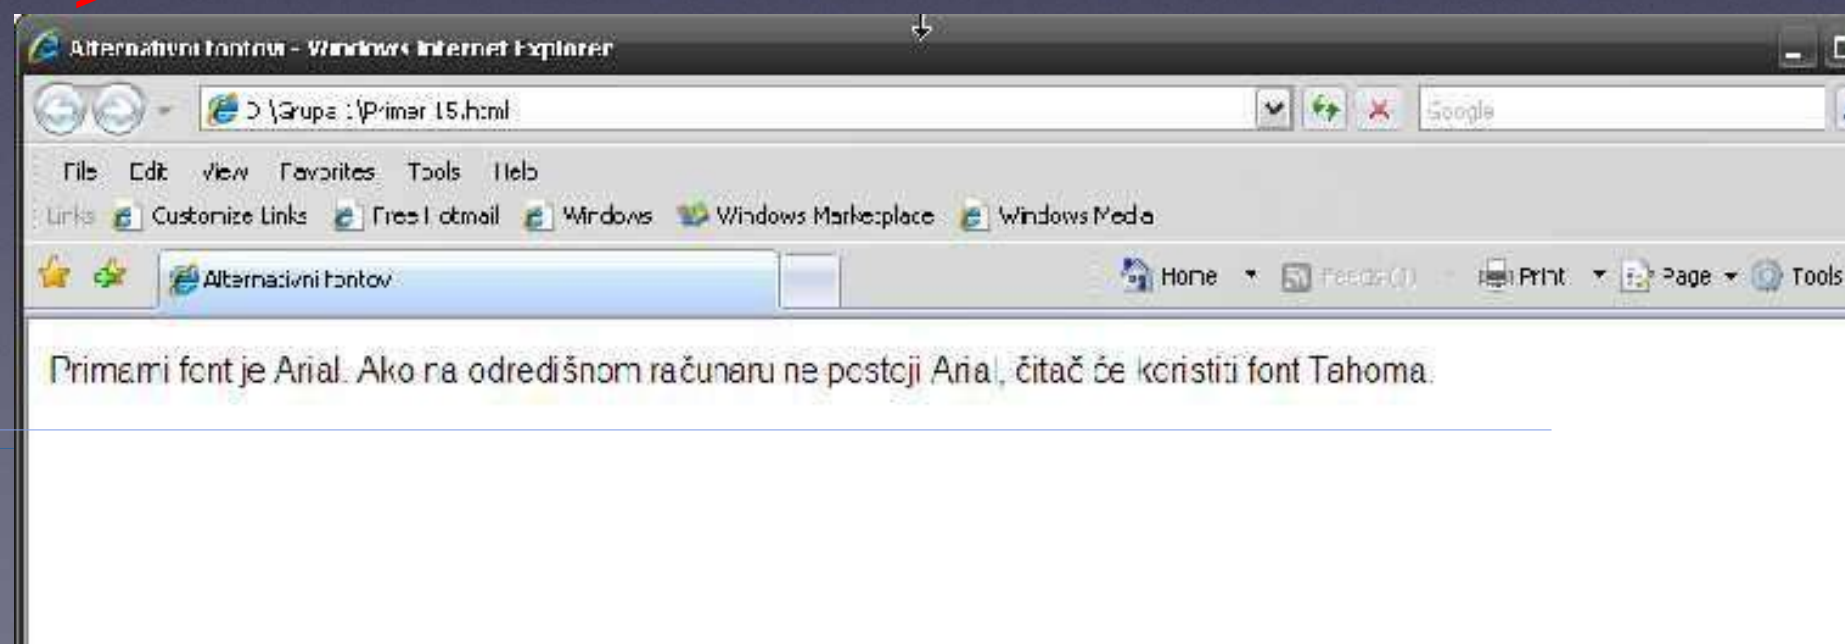 Alternativni fontovi - Windows Internet Explorer
D:\Grupa 1\Primer 15.html
Google
File Edit View Favorites Tools Help
Links Customize Links Free Hotmail Windows Windows Marketplace Windows Media
Alternativni fontovi Home Feeds (1) Print Page Tools
Primarni font je Arial. Ako na odredišnom računaru ne postoji Arial, čitač će koristiti font Tahoma.